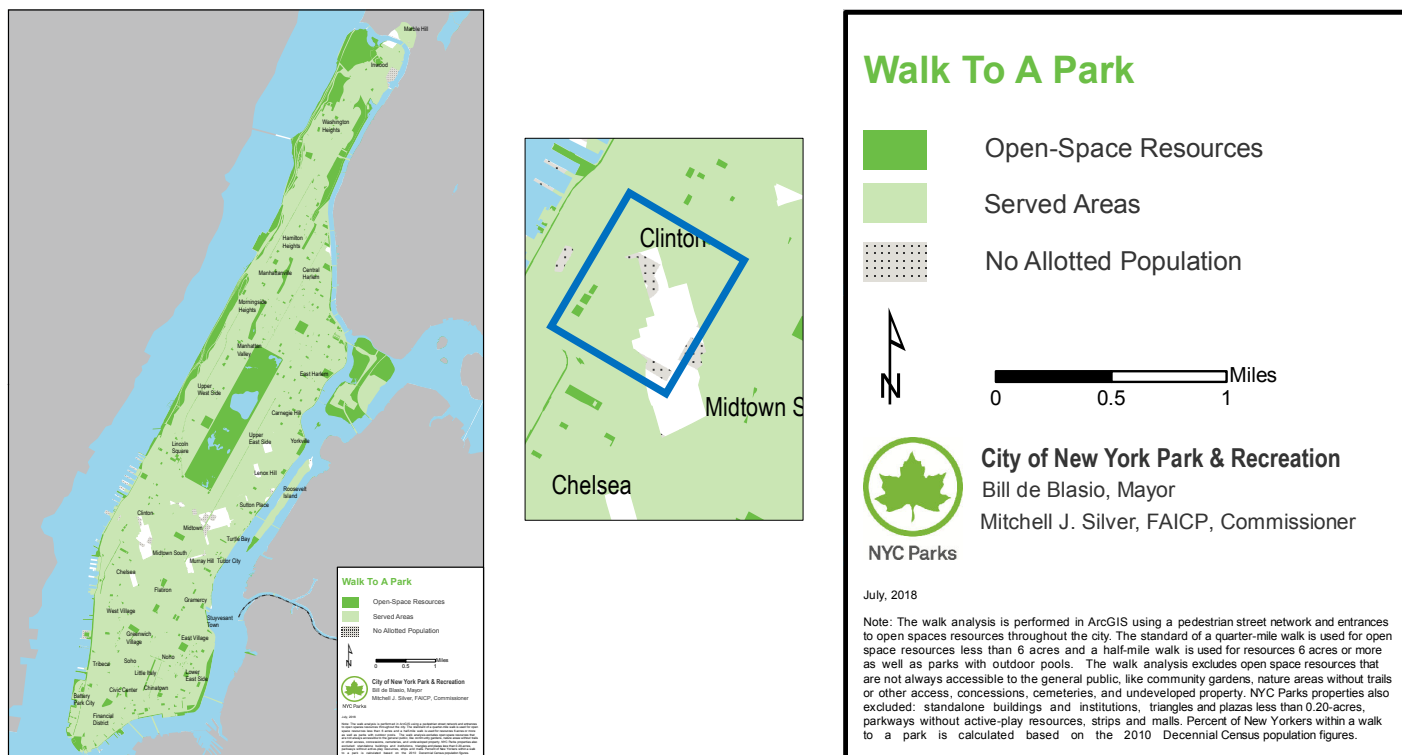 Marble Hill
Inwood
Washington
Heights
Hamilton
Heights
Manhattanville
Central
Harlem
Morningside
Heights
Manhattan
Valley
East Harlem
Upper
West Side
Carnegie Hill
Upper
East Side
Yorkville
Lincoln
Square
Lenox Hill
Roosevelt
Island
Sutton Place
Clinton
Midtown
Turtle Bay
Midtown South
Murray Hill
Tudor City
Chelsea
Flatiron
Gramercy
West Village
Stuyvesant
Town
Greenwich
Village
East Village
Noho
Soho
Tribeca
Little Italy
Lower
East Side
Battery
Park City
Civic Center
Chinatown
Financial
District
Walk To A Park
Open-Space Resources
Served Areas
No Allotted Population
N
Miles
0 0.5 1
City of New York Park & Recreation
Bill de Blasio, Mayor
Mitchell J. Silver, FAICP, Commissioner
NYC Parks
July, 2018
Clinton
Midtown S
Chelsea
Walk To A Park
Open-Space Resources
Served Areas
No Allotted Population
N
Miles
0 0.5 1
City of New York Park & Recreation
Bill de Blasio, Mayor
Mitchell J. Silver, FAICP, Commissioner
NYC Parks
July, 2018
Note: The walk analysis is performed in ArcGIS using a pedestrian street network and entrances
to open spaces resources throughout the city. The standard of a quarter-mile walk is used for open
space resources less than 6 acres and a half-mile walk is used for resources 6 acres or more
as well as parks with outdoor pools. The walk analysis excludes open space resources that
are not always accessible to the general public, like community gardens, nature areas without trails
or other access, concessions, cemeteries, and undeveloped property. NYC Parks properties also
excluded: standalone buildings and institutions, triangles and plazas less than 0.20-acres,
parkways without active-play resources, strips and malls. Percent of New Yorkers within a walk
to a park is calculated based on the 2010 Decennial Census population figures.